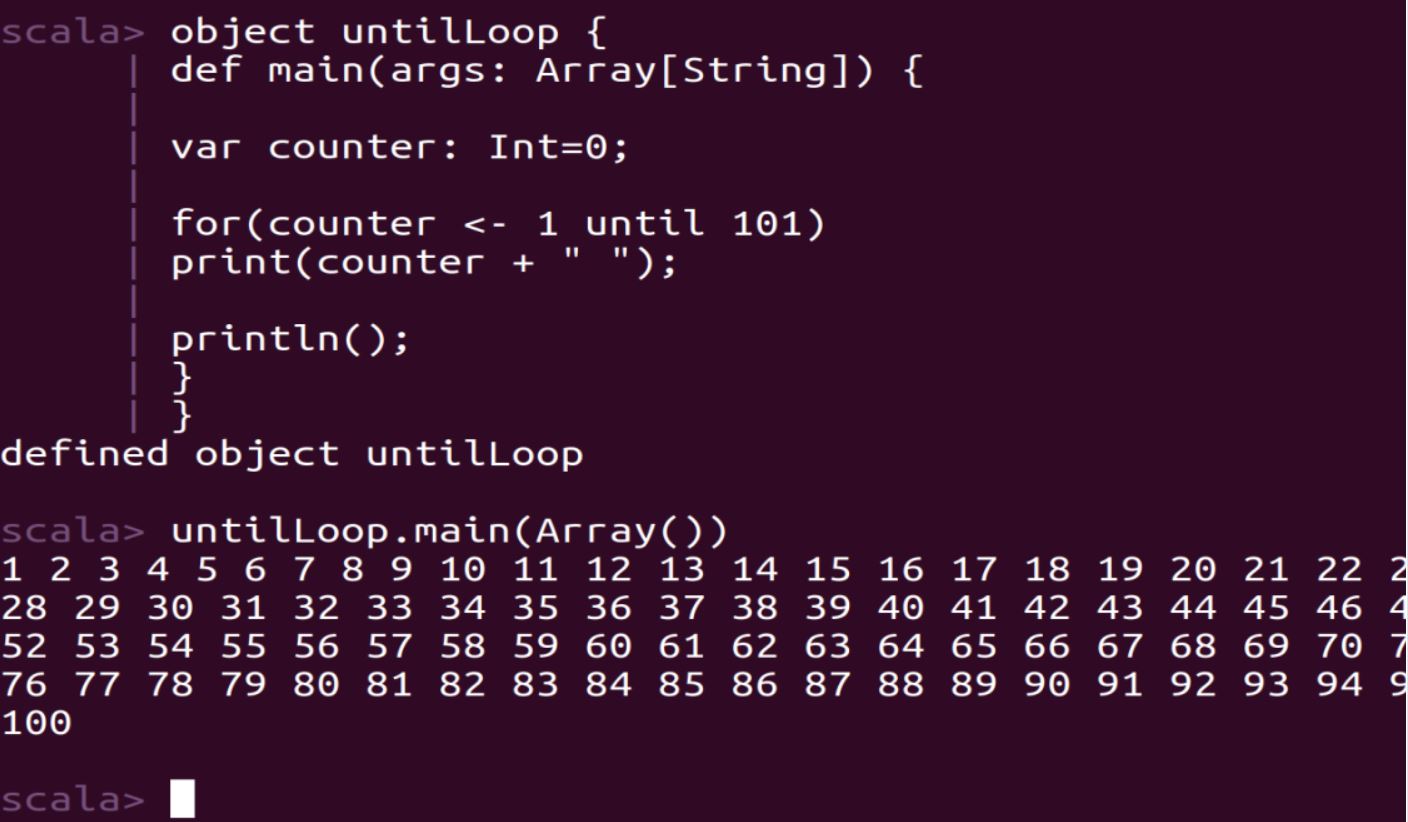 scala> object untilLoop {
     | def main(args: Array[String]) {
     |
     | var counter: Int=0;
     |
     | for(counter <- 1 until 101)
     | print(counter + " ");
     |
     | println();
     | }
     | }
defined object untilLoop

scala> untilLoop.main(Array())
1 2 3 4 5 6 7 8 9 10 11 12 13 14 15 16 17 18 19 20 21 22 2
28 29 30 31 32 33 34 35 36 37 38 39 40 41 42 43 44 45 46 4
52 53 54 55 56 57 58 59 60 61 62 63 64 65 66 67 68 69 70 7
76 77 78 79 80 81 82 83 84 85 86 87 88 89 90 91 92 93 94 9
100

scala>